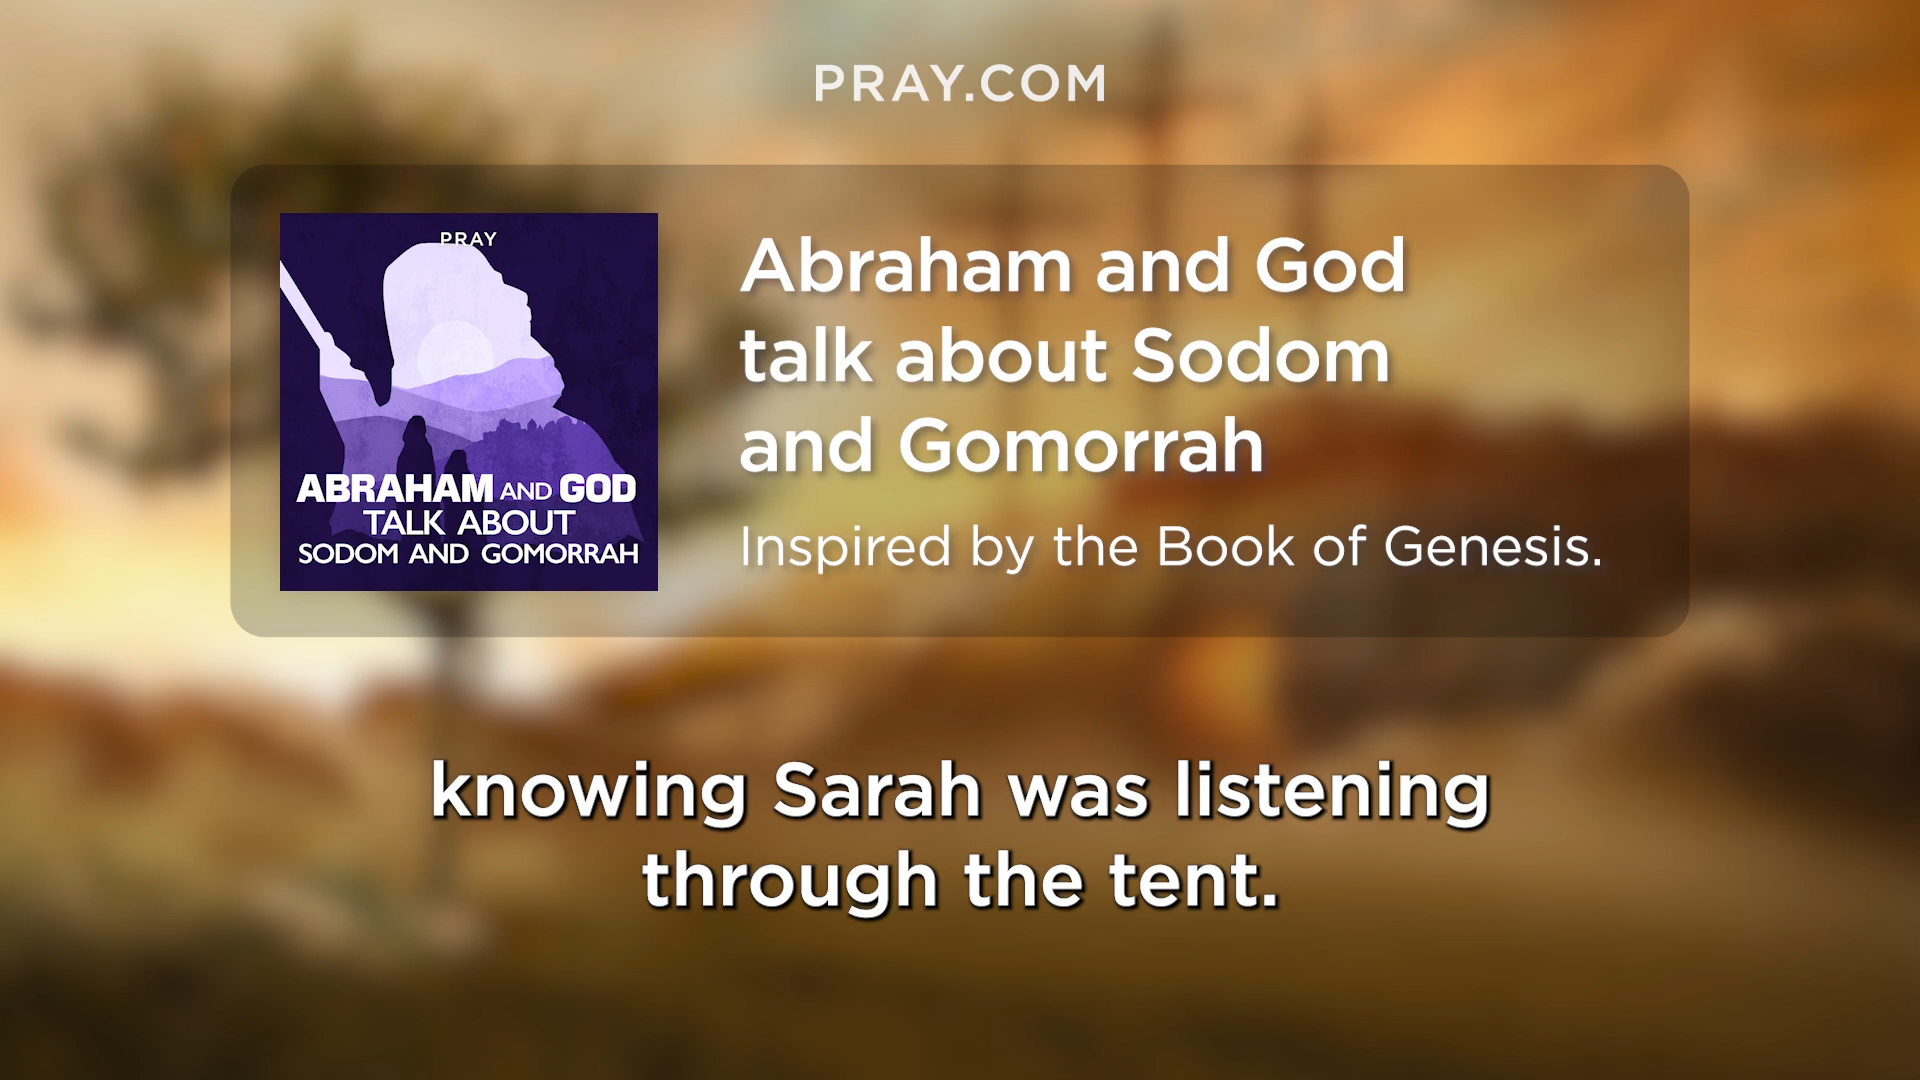 PRAY.COM
PRAY
ABRAHAM AND GOD
TALK ABOUT
SODOM AND GOMORRAH
Abraham and God
talk about Sodom
and Gomorrah
Inspired by the Book of Genesis.
knowing Sarah was listening
through the tent.